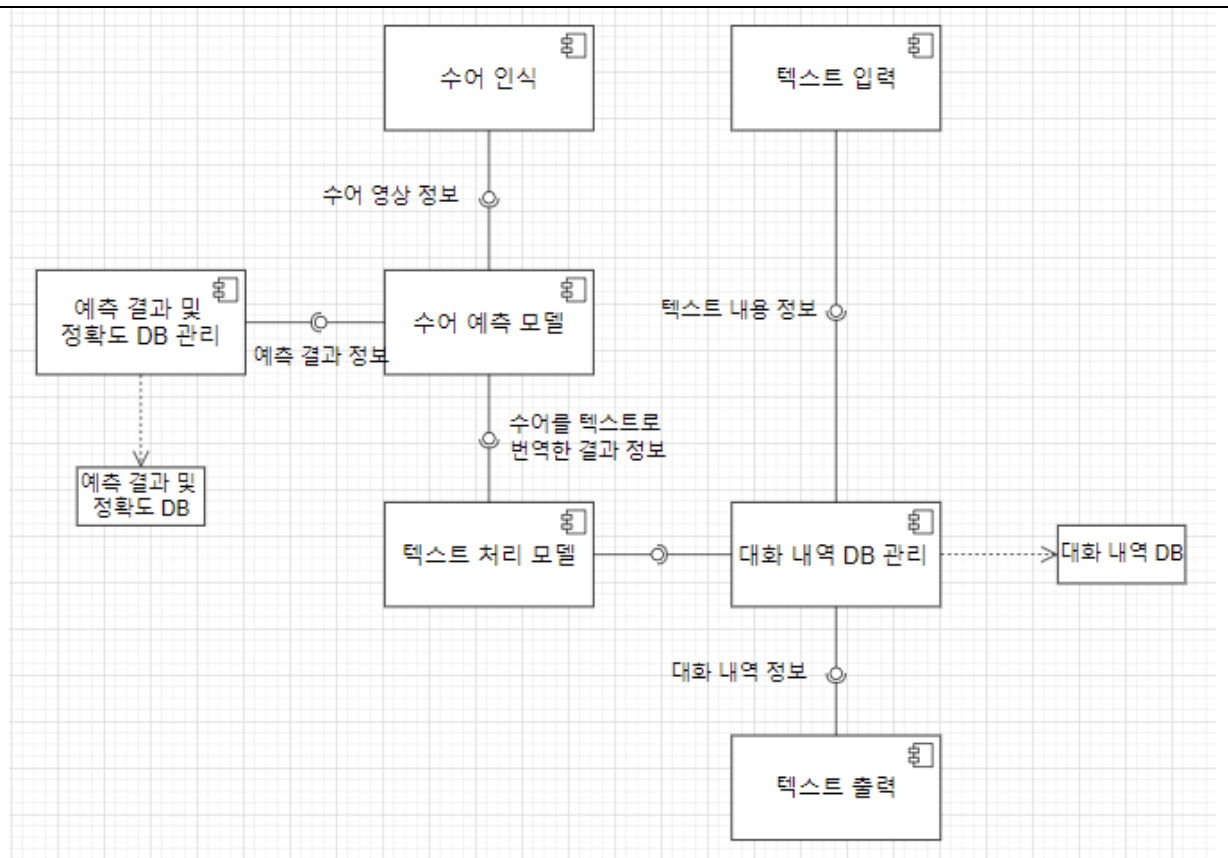 수어 인식
텍스트 입력
수어 영상 정보
예측 결과 및
정확도 DB 관리
수어 예측 모델
텍스트 내용 정보
예측 결과 정보
수어를 텍스트로
번역한 결과 정보
예측 결과 및
정확도 DB
텍스트 처리 모델
대화 내역 DB 관리
대화 내역 DB
대화 내역 정보
텍스트 출력